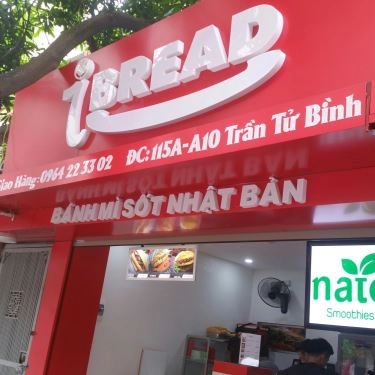 iBREAD
Giao Hàng: 0964 22 33 02 ĐC: 115A-A10 Trần Tử Bình
BÁNH MÌ SỐT NHẬT BẢN
Smoothies